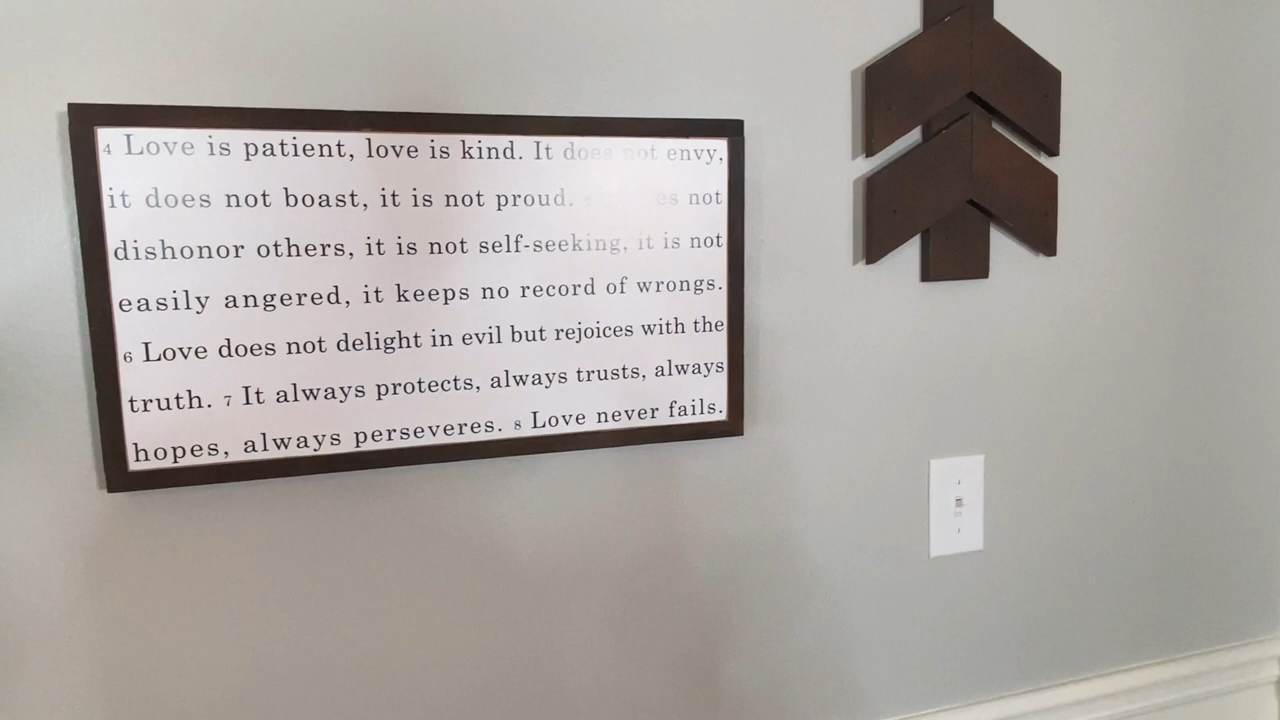 4 Love is patient, love is kind. It does not envy,
it does not boast, it is not proud. not
dishonor others, it is not self-seeking, it is not
easily angered, it keeps no record of wrongs.
6 Love does not delight in evil but rejoices with the
truth. 7 It always protects, always trusts, always
hopes, always perseveres. 8 Love never fails.